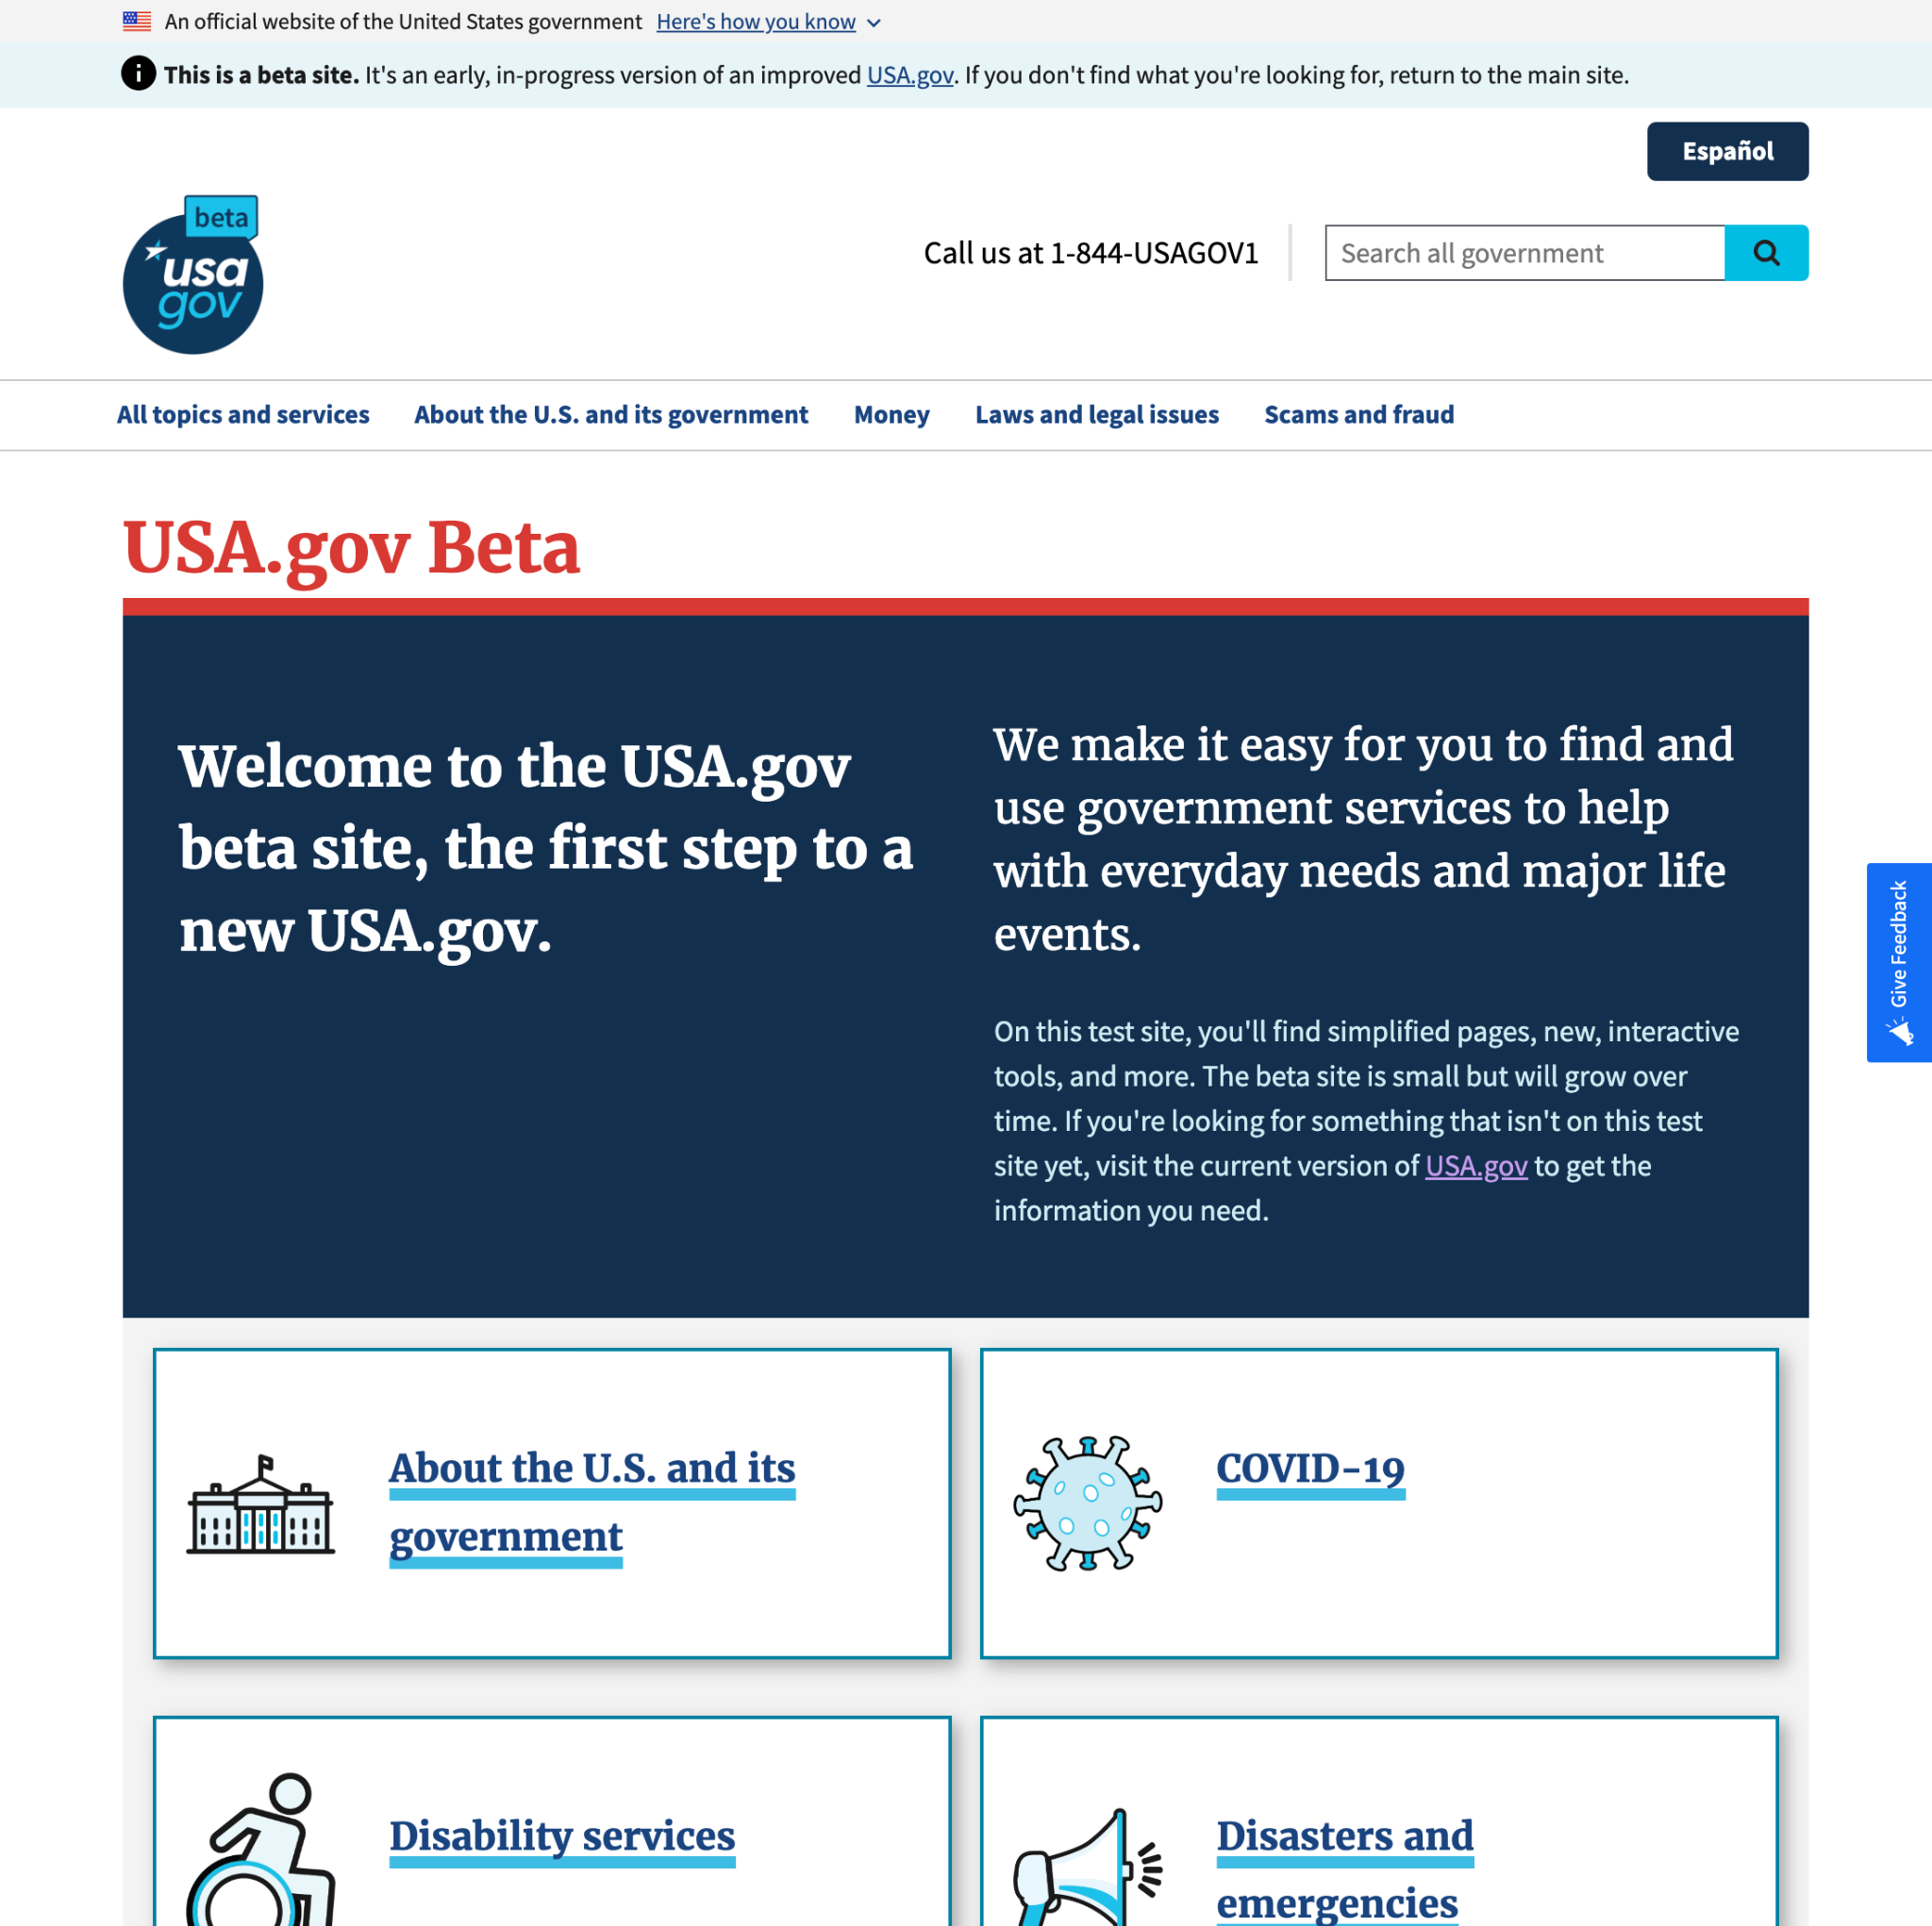 An official website of the United States government Here's how you know
This is a beta site. It's an early, in-progress version of an improved USA.gov. If you don't find what you're looking for, return to the main site.
Español
beta
usa
gov
Call us at 1-844-USAGOV1
Search all government
All topics and services About the U.S. and its government Money Laws and legal issues Scams and fraud
USA.gov Beta
Welcome to the USA.gov
beta site, the first step to a
new USA.gov.
We make it easy for you to find and
use government services to help
with everyday needs and major life
events.
On this test site, you'll find simplified pages, new, interactive
tools, and more. The beta site is small but will grow over
time. If you're looking for something that isn't on this test
site yet, visit the current version of USA.gov to get the
information you need.
Give Feedback
About the U.S. and its
government
COVID-19
Disability services
Disasters and
emergencies